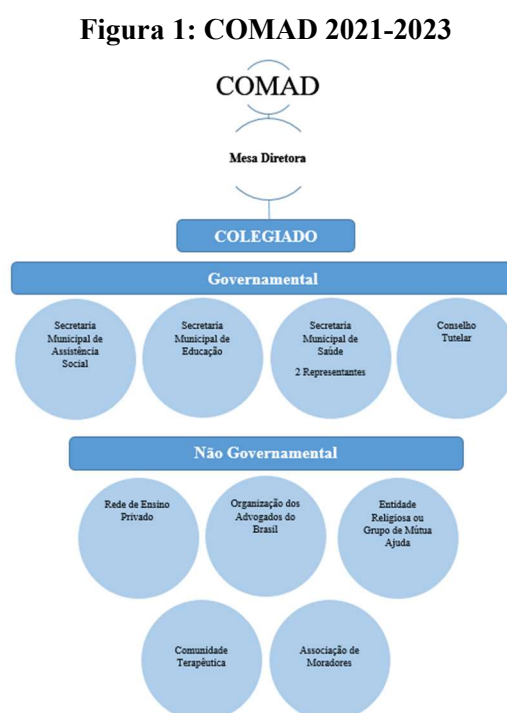 Figura 1: COMAD 2021-2023
COMAD
Mesa Diretora
COLEGIADO
Governamental
Secretaria
Municipal de
Assistência
Social
Secretaria
Municipal de
Educação
Secretaria
Municipal de
Saúde
2 Representantes
Conselho
Tutelar
Não Governamental
Rede de Ensino
Privado
Organização dos
Advogados do
Brasil
Entidade
Religiosa ou
Grupo de Mútua
Ajuda
Comunidade
Terapêutica
Associação de
Moradores